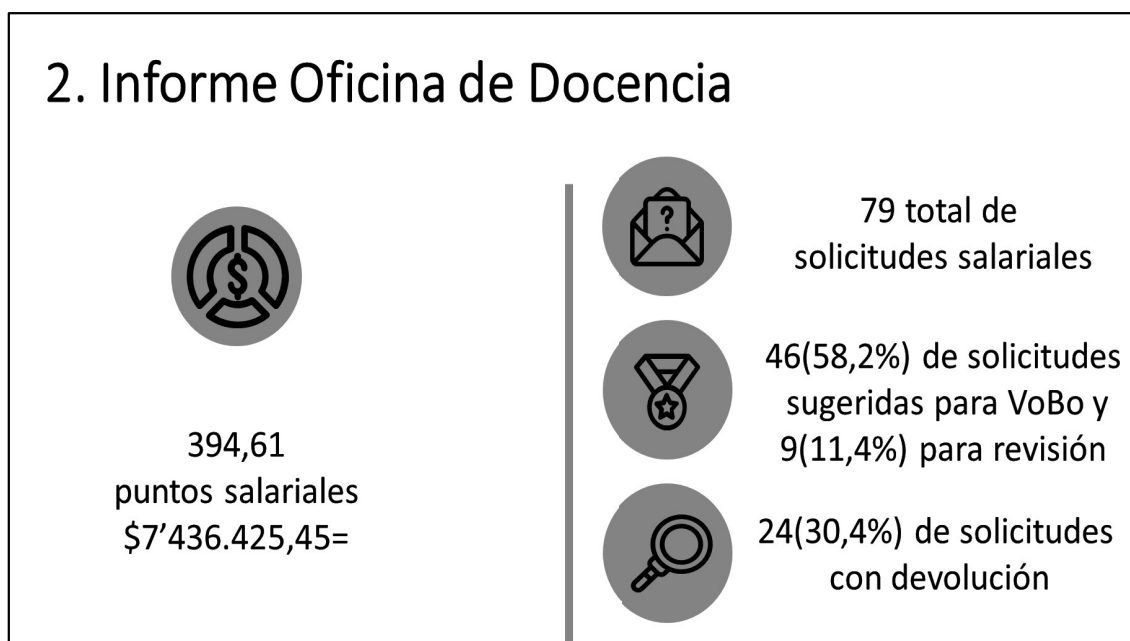 2. Informe Oficina de Docencia
394,61
puntos salariales
$7’436.425,45=
79 total de
solicitudes salariales
46(58,2%) de solicitudes
sugeridas para VoBo y
9(11,4%) para revisión
24(30,4%) de solicitudes
con devolución